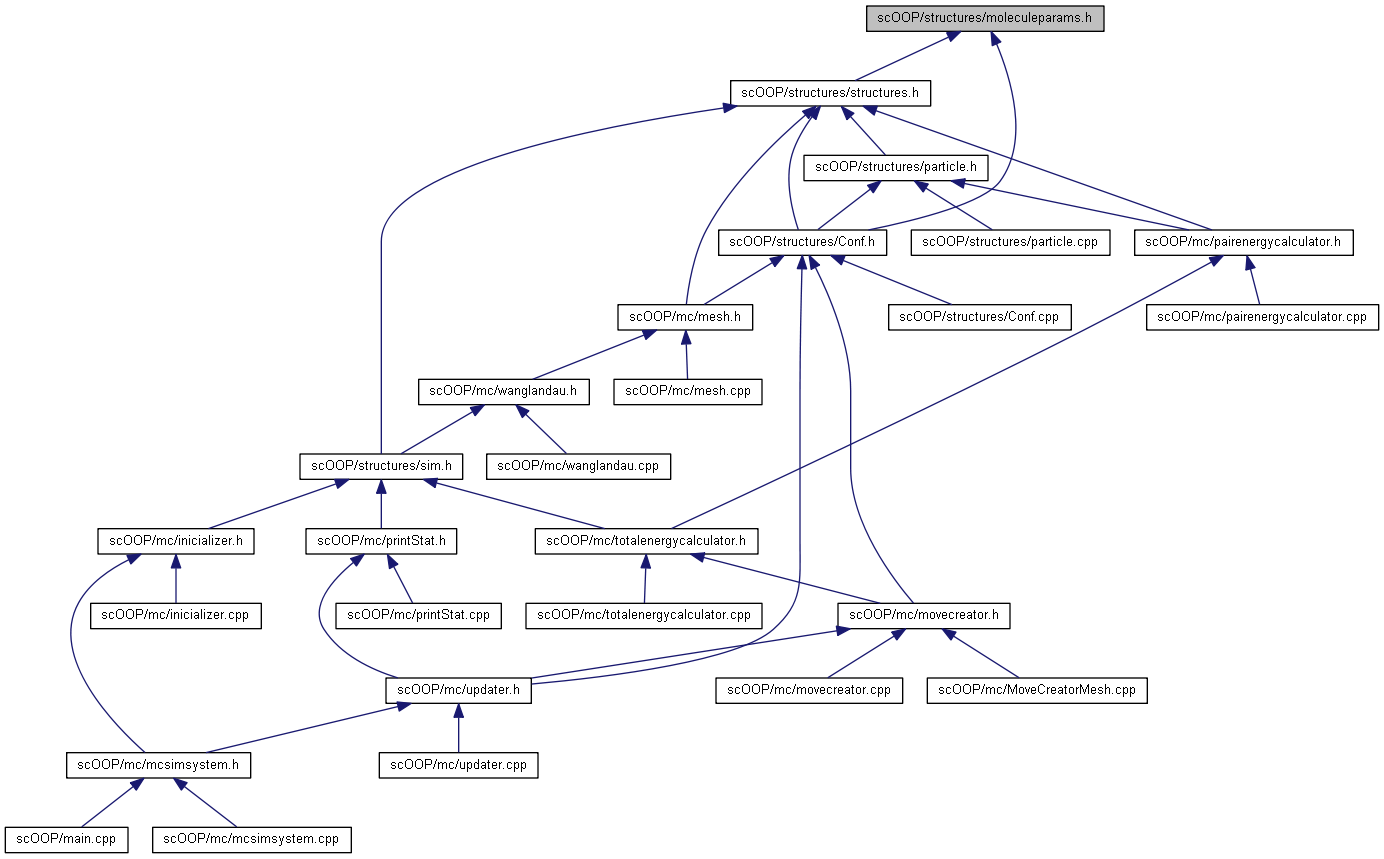 scOOP/structures/moleculeparams.h
scOOP/structures/structures.h
scOOP/structures/particle.h
scOOP/structures/Conf.h
scOOP/structures/particle.cpp
scOOP/mc/pairenergycalculator.h
scOOP/mc/mesh.h
scOOP/structures/Conf.cpp
scOOP/mc/pairenergycalculator.cpp
scOOP/mc/wanglandau.h
scOOP/mc/mesh.cpp
scOOP/structures/sim.h
scOOP/mc/wanglandau.cpp
scOOP/mc/inicializer.h
scOOP/mc/printStat.h
scOOP/mc/totalenergycalculator.h
scOOP/mc/inicializer.cpp
scOOP/mc/printStat.cpp
scOOP/mc/totalenergycalculator.cpp
scOOP/mc/movecreator.h
scOOP/mc/updater.h
scOOP/mc/movecreator.cpp
scOOP/mc/MoveCreatorMesh.cpp
scOOP/mc/mcsimsystem.h
scOOP/mc/updater.cpp
scOOP/main.cpp
scOOP/mc/mcsimsystem.cpp